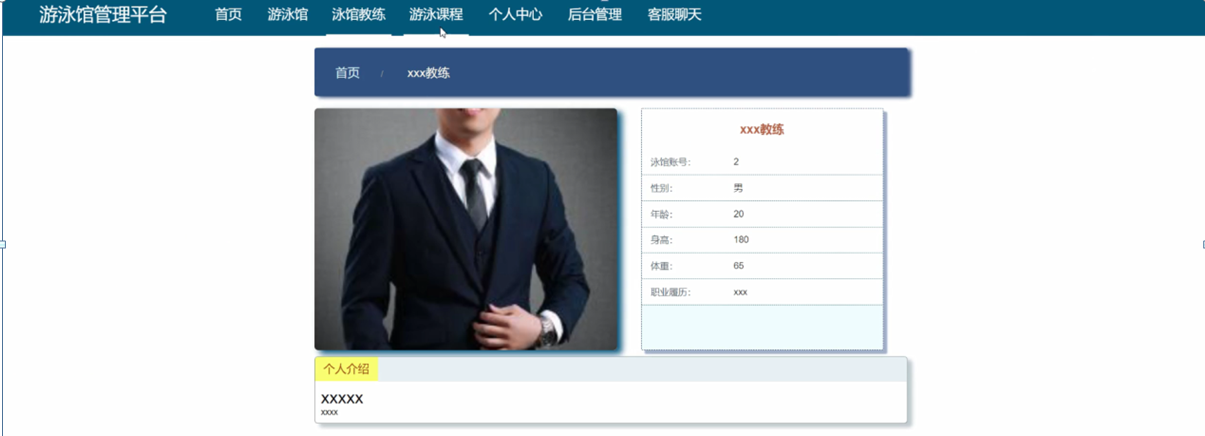 游泳馆管理平台 首页 游泳馆 泳馆教练 游泳课程 个人中心 后台管理 客服聊天
首页 / xxx教练
xxx教练
泳馆账号: 2
性别: 男
年龄: 20
身高: 180
体重: 65
职业履历: xxx
个人介绍
XXXXX
xxxx